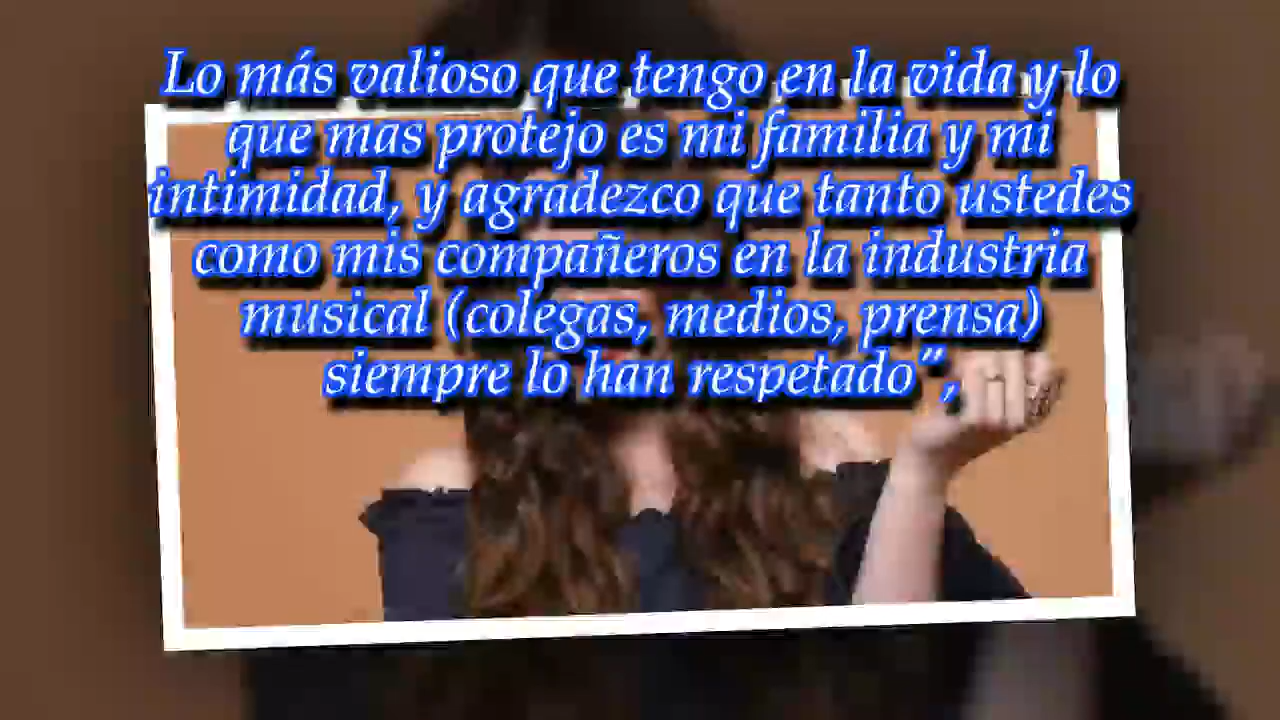 Lo más valioso que tengo en la vida y lo
que mas protejo es mi familia y mi
intimidad, y agradezco que tanto ustedes
como mis compañeros en la industria
musical (colegas, medios, prensa)
siempre lo han respetado”,